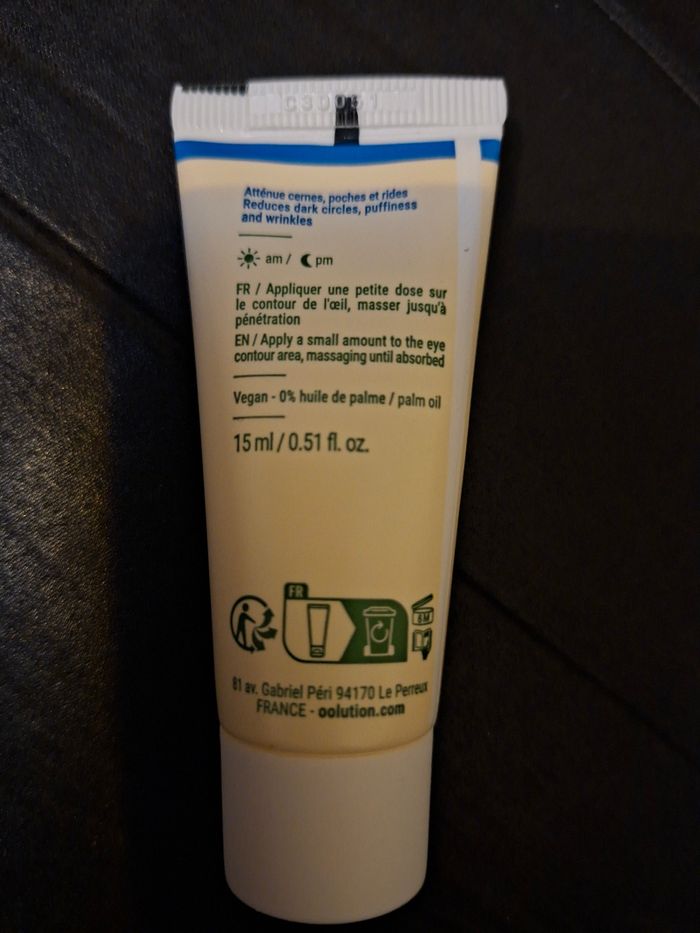 Atténue cernes, poches et rides
Reduces dark circles, puffiness
and wrinkles
am / pm
FR / Appliquer une petite dose sur
le contour de l'œil, masser jusqu'à
pénétration
EN / Apply a small amount to the eye
contour area, massaging until absorbed
Vegan - 0% huile de palme / palm oil
15 ml / 0.51 fl. oz.
FR
6M
81 av. Gabriel Péri 94170 Le Perreux
FRANCE - oolution.com